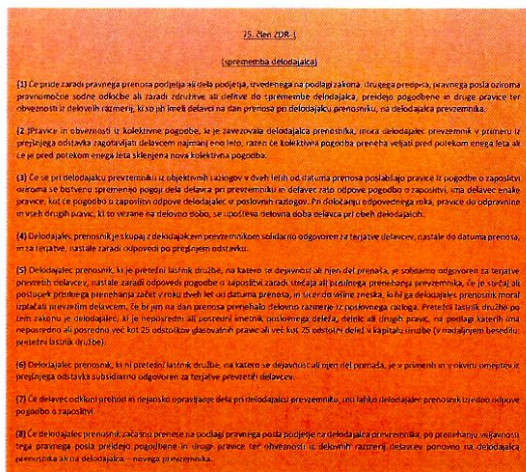 75. člen ZDR-1
(sprememba delodajalca)
(1) Če pride zaradi pravnega prenosa podjetja ali dela podjetja, izvedenega na podlagi zakona, drugega predpisa, pravnega posla oziroma
pravnomočne sodne odločbe ali zaradi združitve ali delitve do spremembe delodajalca, preidejo pogodbene in druge pravice ter
obveznosti iz delovnih razmerij, ki so jih imeli delavci na dan prenosa pri delodajalcu prenosniku, na delodajalca prevzemnika.
(2) Pravice in obveznosti iz kolektivne pogodbe, ki je zavezovala delodajalca prenosnika, mora delodajalec prevzemnik v primeru iz
prejšnjega odstavka zagotavljati delavcem najmanj eno leto, razen če kolektivna pogodba preneha veljati pred potekom enega leta ali
če je pred potekom enega leta sklenjena nova kolektivna pogodba.
(3) Če se pri delodajalcu prevzemniku iz objektivnih razlogov v dveh letih od datuma prenosa poslabšajo pravice iz pogodbe o zaposlitvi
oziroma se bistveno spremenijo pogoji dela delavca pri prevzemniku in delavec zato odpove pogodbo o zaposlitvi, ima delavec enake
pravice, kot če pogodbo o zaposlitvi odpove delodajalec iz poslovnih razlogov. Pri določanju odpovednega roka, pravice do odpravnine
in vseh drugih pravic, ki so vezane na delovno dobo, se upošteva delovna doba delavca pri obeh delodajalcih.
(4) Delodajalec prenosnik je skupaj z delodajalcem prevzemnikom solidarno odgovoren za terjatve delavcev, nastale do datuma prenosa,
in za terjatve, nastale zaradi odpovedi po prejšnjem odstavku.
(5) Delodajalec prenosnik, ki je pretežni lastnik družbe, na katero se dejavnost ali njen del prenaša, je solidarno odgovoren za terjatve
prevzetih delavcev, nastale zaradi odpovedi pogodbe o zaposlitvi zaradi stečaja ali prisilnega prenehanja prevzemnika, če je stečaj ali
postopek prisilnega prenehanja začet v roku dveh let od datuma prenosa, in sicer do višine zneska, ki bi ga delodajalec prenosnik moral
izplačati prevzetim delavcem, če bi jim na dan prenosa prenehalo delovno razmerje iz poslovnega razloga. Pretežni lastnik družbe po
tem zakonu je delodajalec, ki je neposredni ali posredni imetnik poslovnega deleža, delnic ali drugih pravic, na podlagi katerih ima
neposredno ali posredno več kot 25 odstotkov glasovalnih pravic ali več kot 25 odstotni delež v kapitalu družbe (v nadaljnjem besedilu:
pretežni lastnik družbe).
(6) Delodajalec prenosnik, ki ni pretežni lastnik družbe, na katero se dejavnost ali njen del prenaša, je v primerih in v okviru omejitev iz
prejšnjega odstavka subsidiarno odgovoren za terjatve prevzetih delavcev.
(7) Če delavec odkloni prehod in dejansko opravljanje dela pri delodajalcu prevzemniku, mu lahko delodajalec prenosnik izredno odpove
pogodbo o zaposlitvi.
(8) Če delodajalec prenosnik začasno prenese na podlagi pravnega posla podjetje na delodajalca prevzemnika, po prenehanju veljavnosti
tega pravnega posla preidejo pogodbene in druge pravice ter obveznosti iz delovnih razmerij delavcev ponovno na delodajalca
prenosnika ali na delodajalca – novega prevzemnika.